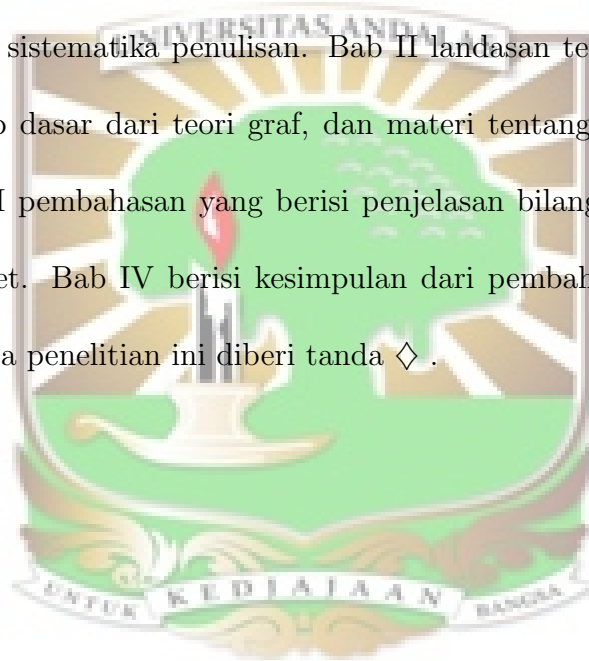 UNIVERSITAS ANDALAS
sistematika penulisan. Bab II landasan te
dasar dari teori graf, dan materi tentang
pembahasan yang berisi penjelasan bilang
et. Bab IV berisi kesimpulan dari pembah
a penelitian ini diberi tanda ♢ .
UNTUK KEDJAJAAN BANGSA